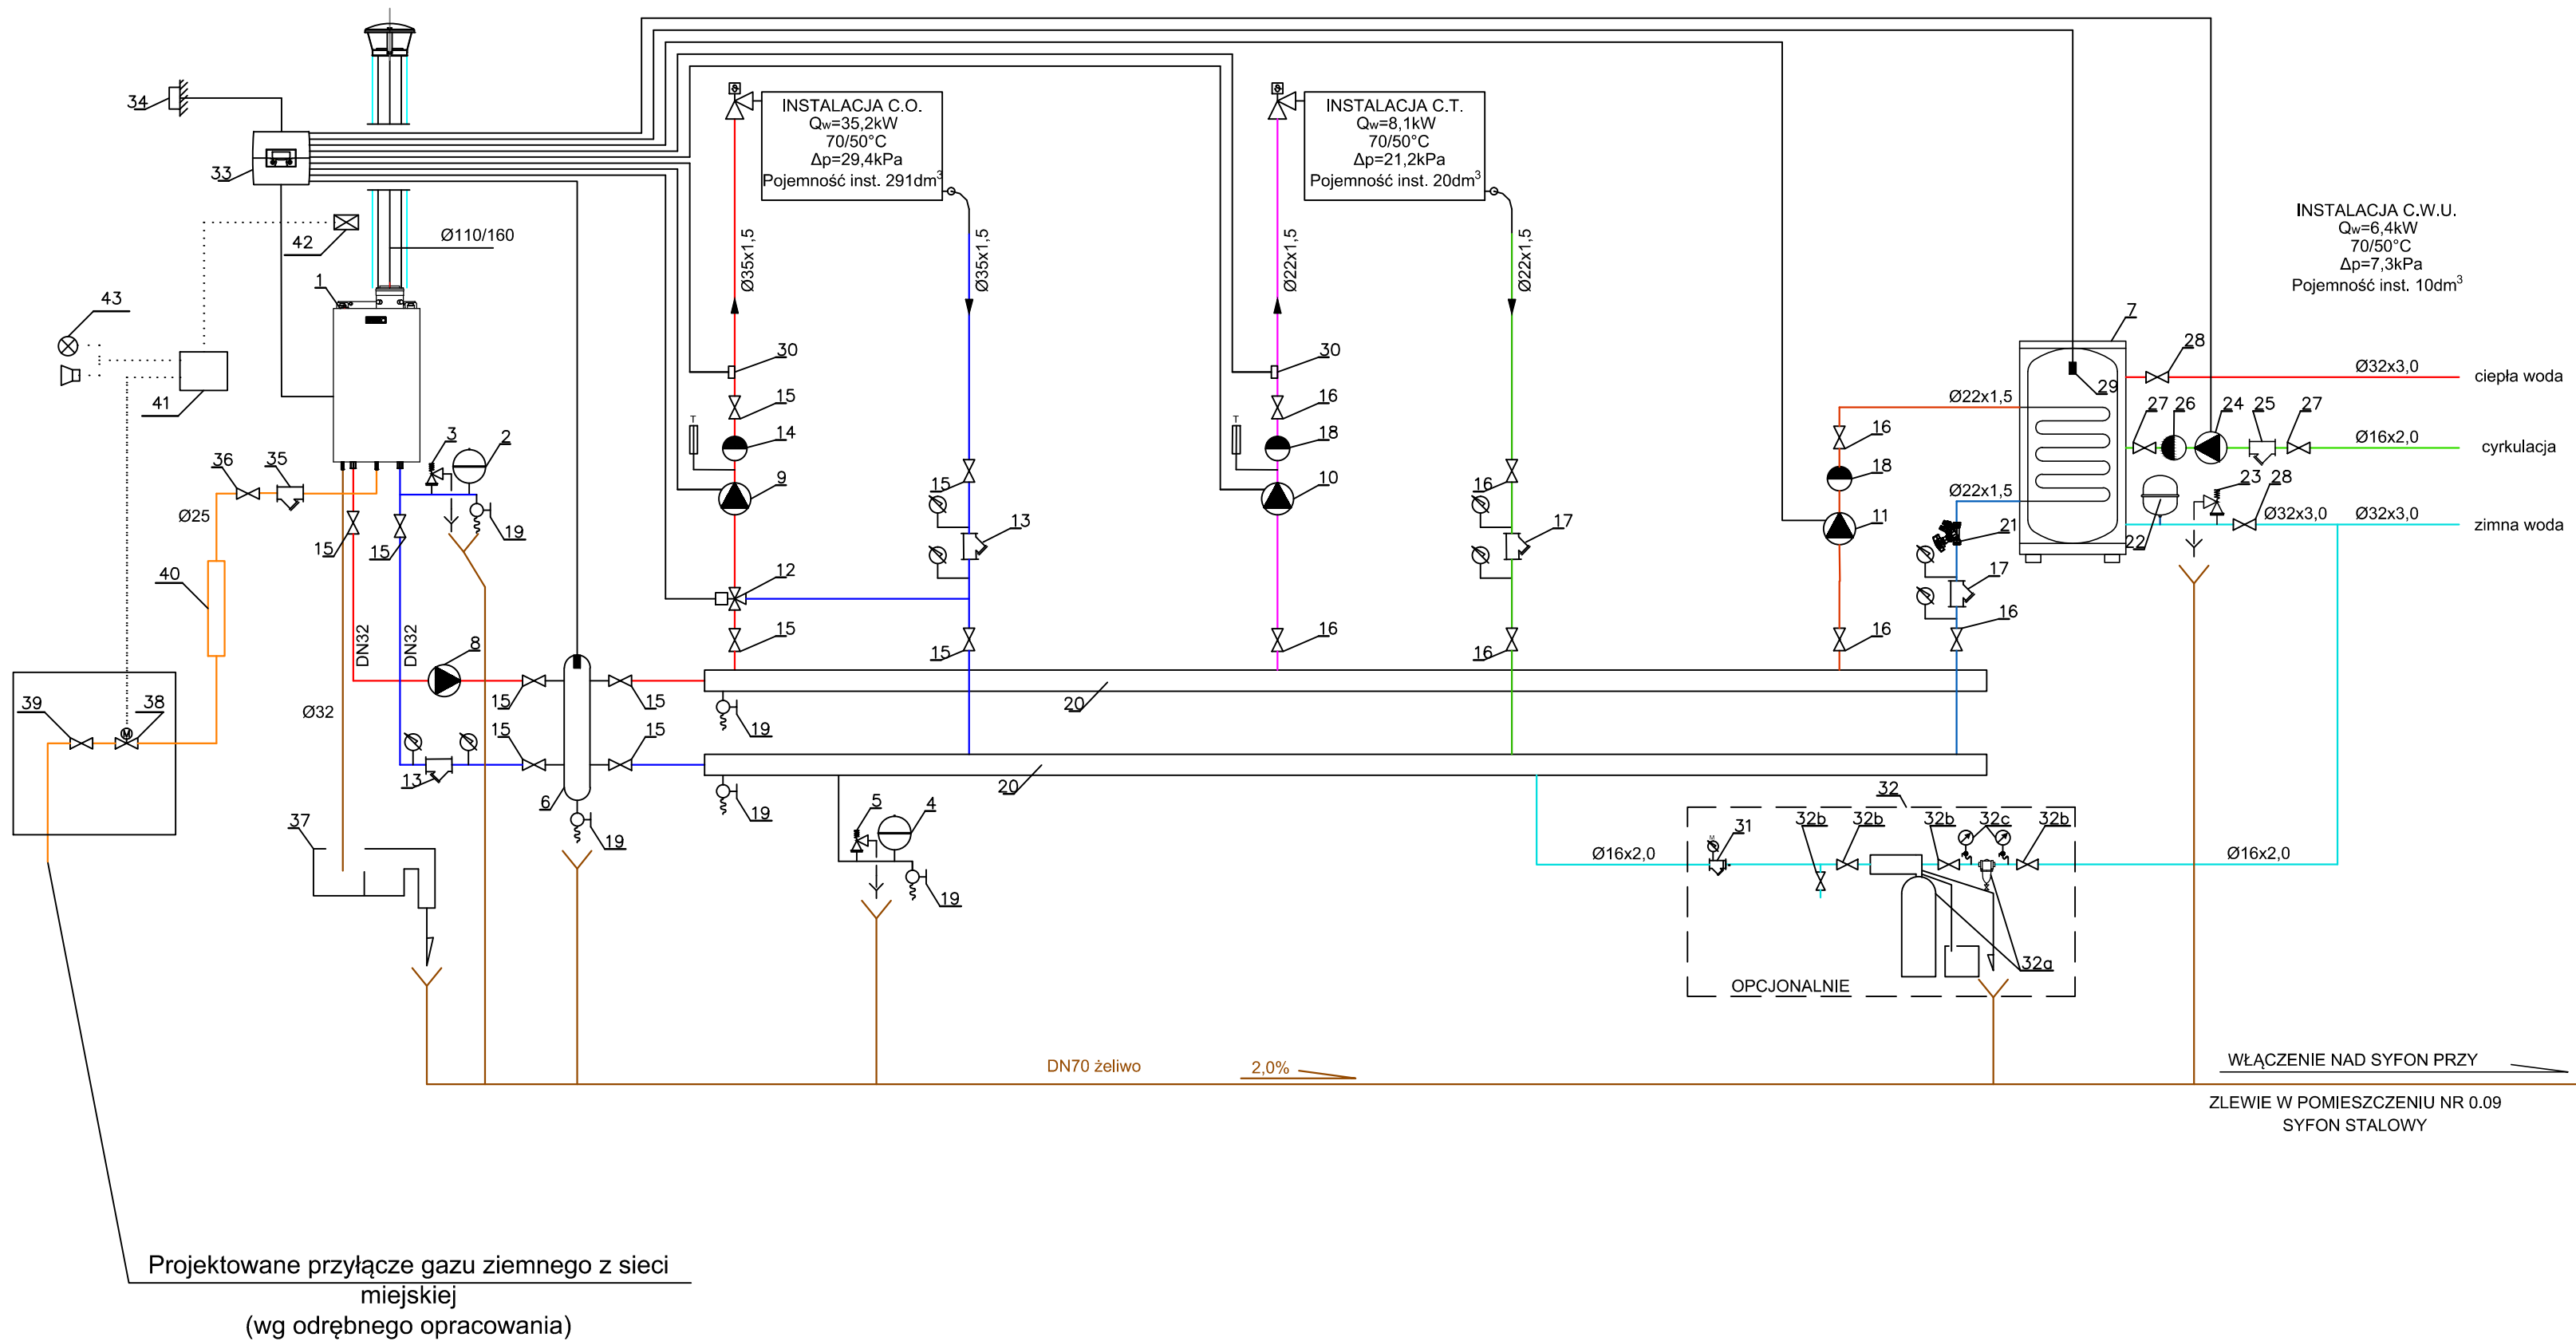 34
33
42
Ø110/160
1
43
41
36
35
3
2
19
Ø25
15
15
40
DN32
DN32
8
39
38
Ø32
15
15
15
15
13
6
19
37
INSTALACJA C.O.
Qw=35,2kW
70/50°C
Δp=29,4kPa
Pojemność inst. 291dm³
Ø35x1,5
Ø35x1,5
30
15
T
14
9
15
13
12
15
15
20
19
20
19
5
4
19
INSTALACJA C.T.
Qw=8,1kW
70/50°C
Δp=21,2kPa
Pojemność inst. 20dm³
Ø22x1,5
Ø22x1,5
30
16
T
18
10
16
17
16
16
INSTALACJA C.W.U.
Qw=6,4kW
70/50°C
Δp=7,3kPa
Pojemność inst. 10dm³
7
28
Ø32x3,0
ciepła woda
29
Ø22x1,5
27
26
24
25
27
Ø16x2,0
cyrkulacja
16
18
11
Ø22x1,5
21
22
23
28
Ø32x3,0
Ø32x3,0
zimna woda
17
16
16
32
31
M
32b
32b
32b
32c
32b
Ø16x2,0
Ø16x2,0
32a
OPCJONALNIE
M
DN70 żeliwo
2,0%
WŁĄCZENIE NAD SYFON PRZY
ZLEWIE W POMIESZCZENIU NR 0.09
SYFON STALOWY
Projektowane przyłącze gazu ziemnego z sieci
miejskiej
(wg odrębnego opracowania)